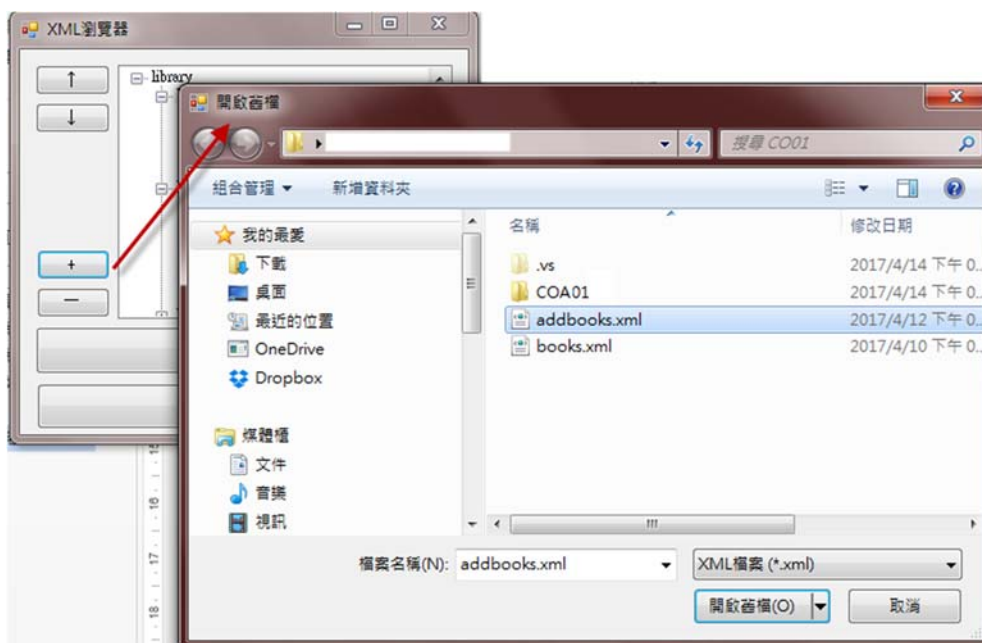 XML瀏覽器
↑
↓
+
—
library
開啟舊檔
搜尋 CO01
組合管理
新增資料夾
我的最愛
下載
桌面
最近的位置
OneDrive
Dropbox
媒體櫃
文件
音樂
視訊
名稱
修改日期
.vs
2017/4/14 下午 0..
COA01
2017/4/14 下午 0..
addbooks.xml
2017/4/12 下午 0..
books.xml
2017/4/10 下午 0..
檔案名稱(N):
addbooks.xml
XML檔案 (*.xml)
開啟舊檔(O)
取消
16
17
18